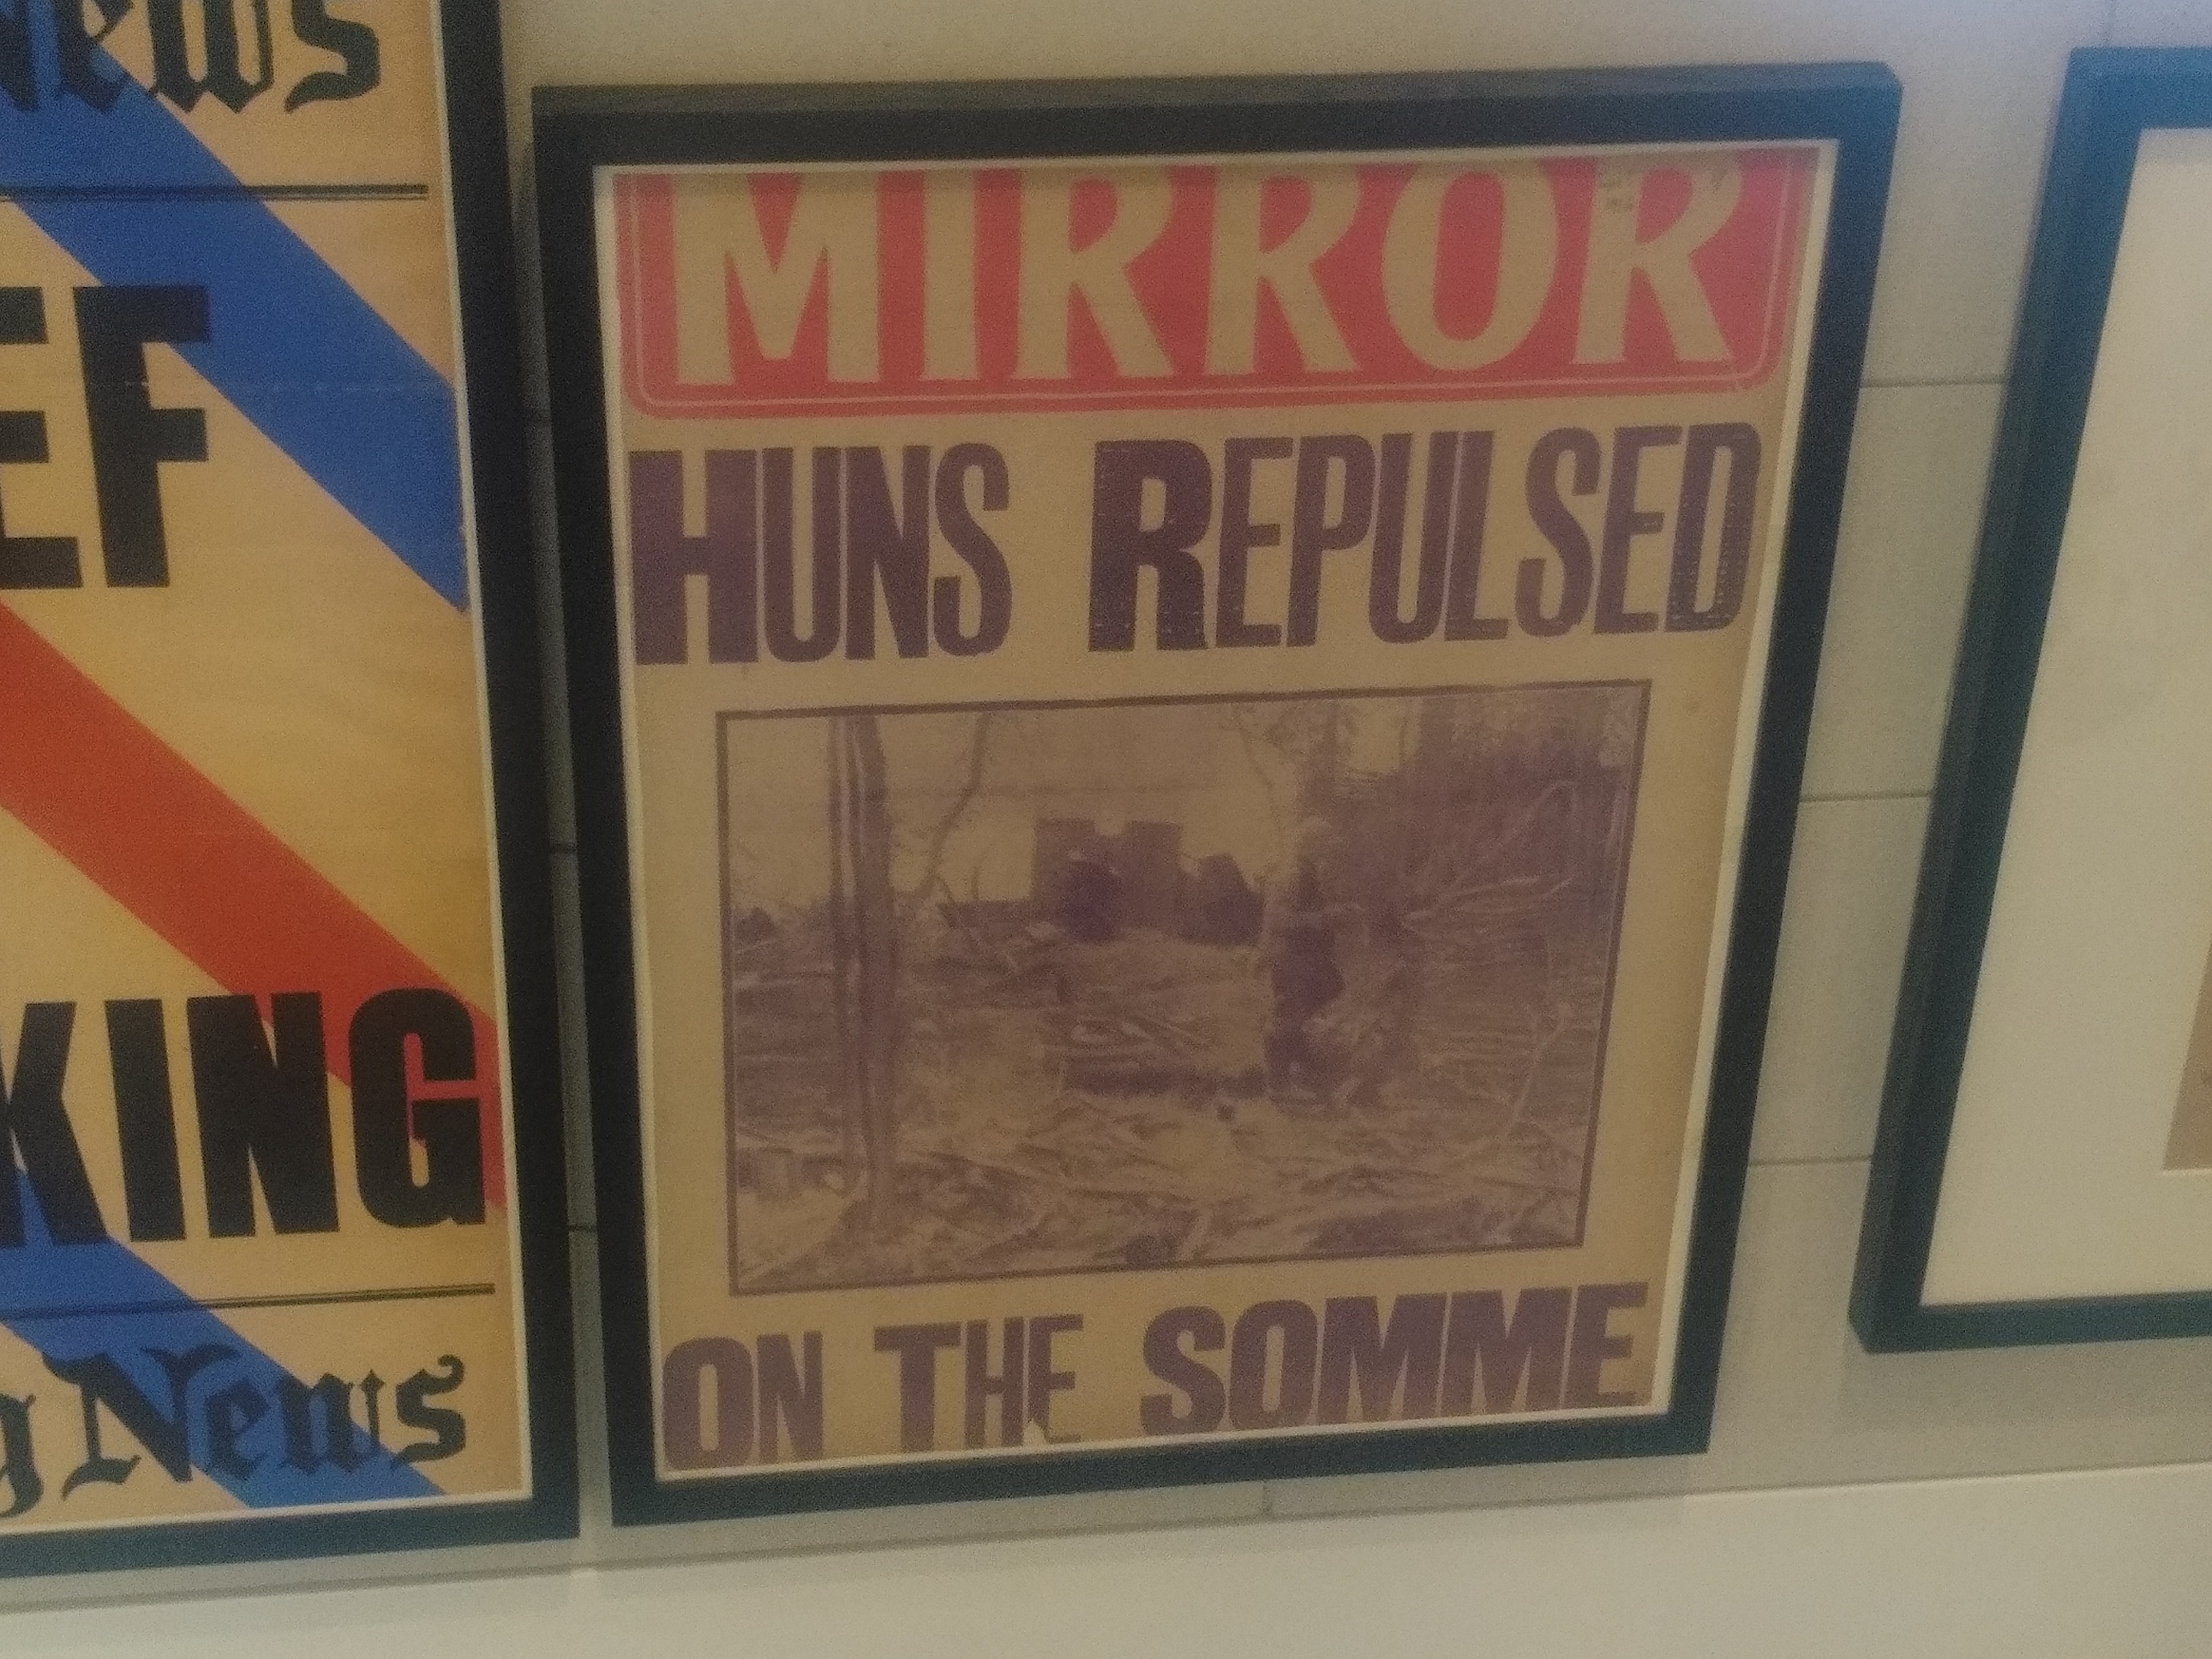 News
EF
KING
g News
MIRROR
HUNS REPULSED
ON THE SOMME